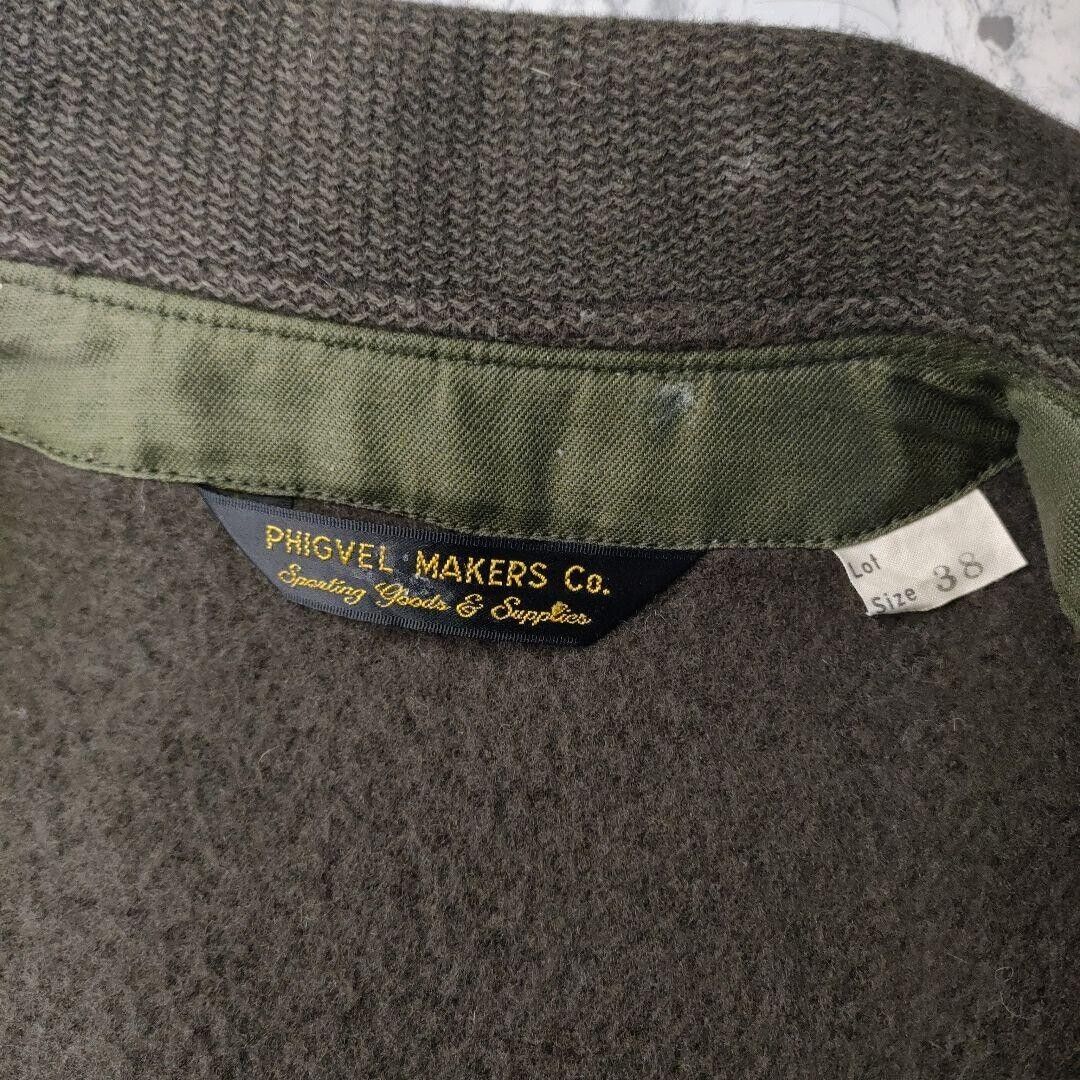 PHIGVEL MAKERS Co.
Sporting Goods & Supplies
Lot
Size 38